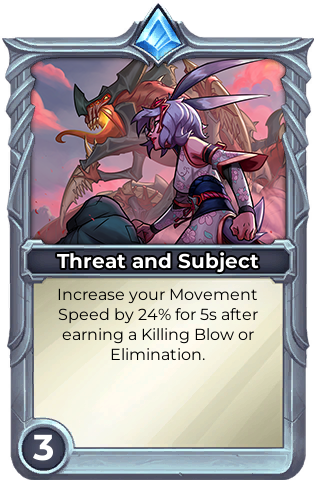 Threat and Subject
Increase your Movement
Speed by 24% for 5s after
earning a Killing Blow or
Elimination.
3